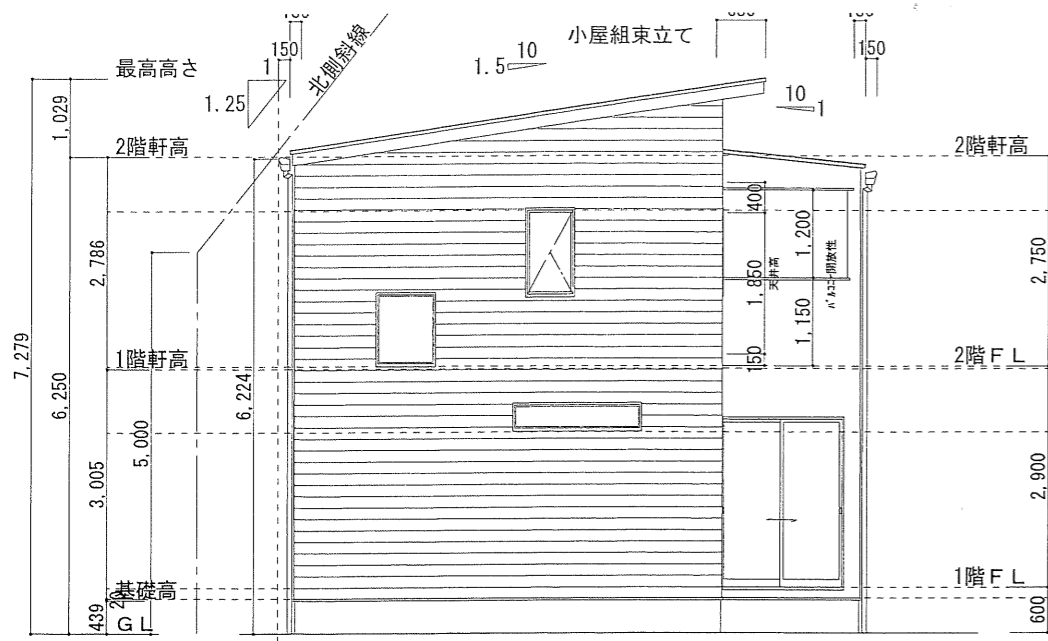 小屋組束立て
150
北側斜線
10
1.5
最高高さ
1
1.25
10
1
150
1,029
2階軒高
2階軒高
400
1,200
2,786
1,850
天井高
バルコニー開放性
2,750
1,150
7,279
1階軒高
150
2階ＦＬ
6,250
6,224
5,000
3,005
2,900
基礎高
1階ＦＬ
439
ＧＬ
600